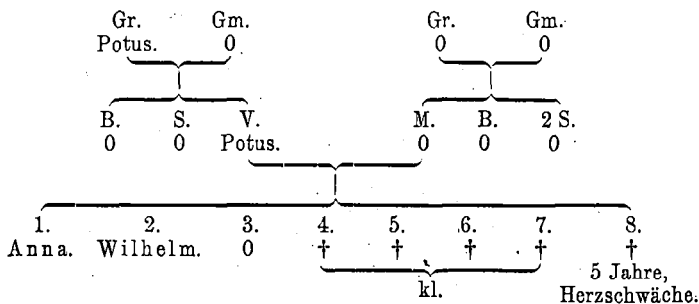 Gr. Gm. Gr. Gm.
Potus. 0 0 0
B. S. V. M. B. 2 S.
0 0 Potus. 0 0 0
1. 2. 3. 4. 5. 6. 7. 8.
Anna. Wilhelm. 0 † † † † †
kl. 5 Jahre,
Herzschwäche.